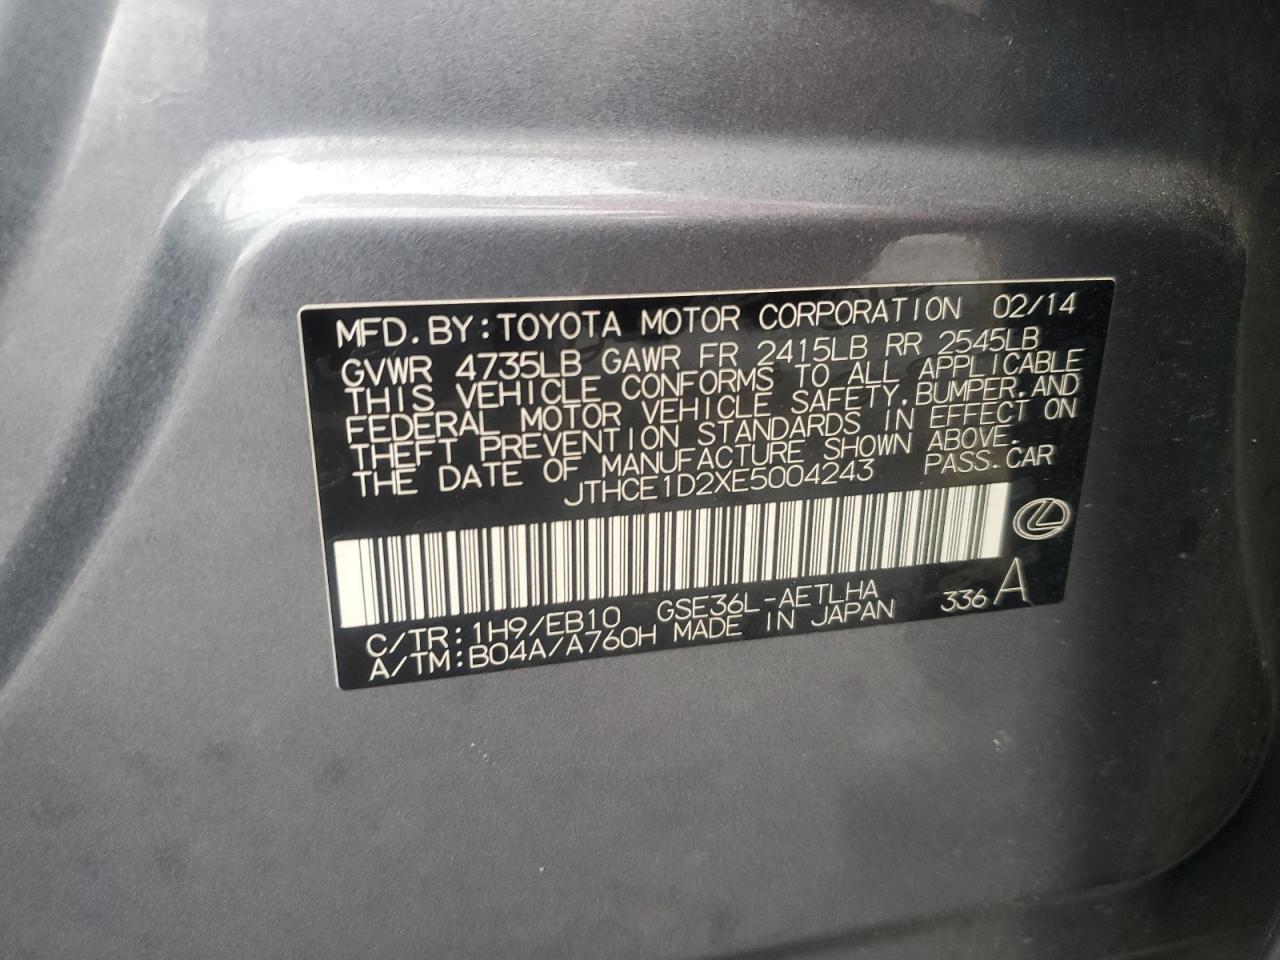 MFD. BY: TOYOTA MOTOR CORPORATION 02/14
GVWR 4735LB GAWR FR 2415LB RR 2545LB
THIS VEHICLE CONFORMS TO ALL APPLICABLE
FEDERAL MOTOR VEHICLE SAFETY, BUMPER, AND
THEFT PREVENTION STANDARDS IN EFFECT ON
THE DATE OF MANUFACTURE SHOWN ABOVE.
JTHCE1D2XE5004243 PASS. CAR
C/TR: 1H9/EB10 GSE36L-AETLHA 336 A
A/TM: B04A/A760H MADE IN JAPAN